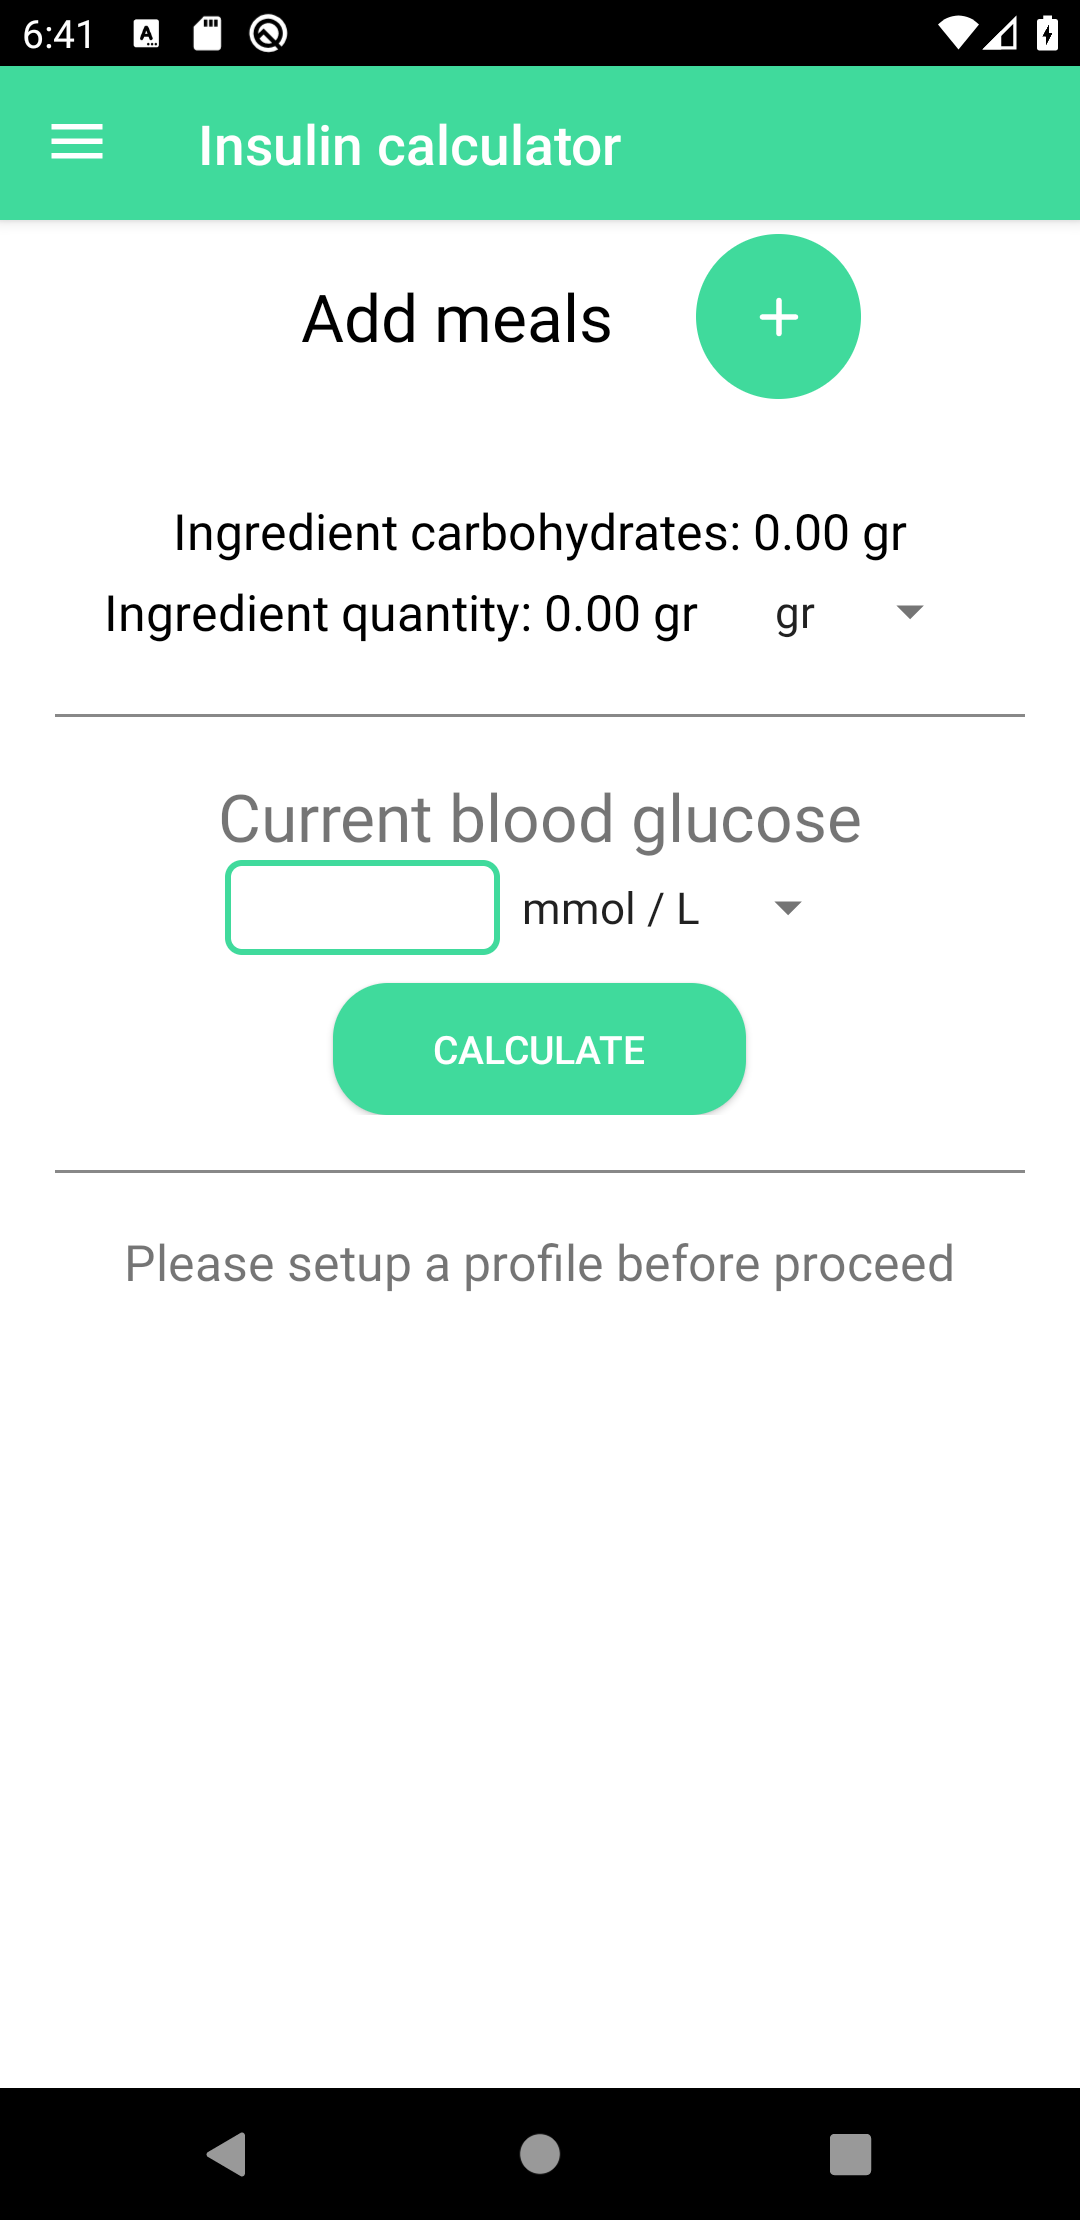 6:41
Insulin calculator
Add meals
Ingredient carbohydrates: 0.00 gr
Ingredient quantity: 0.00 gr gr
Current blood glucose
mmol / L
CALCULATE
Please setup a profile before proceed